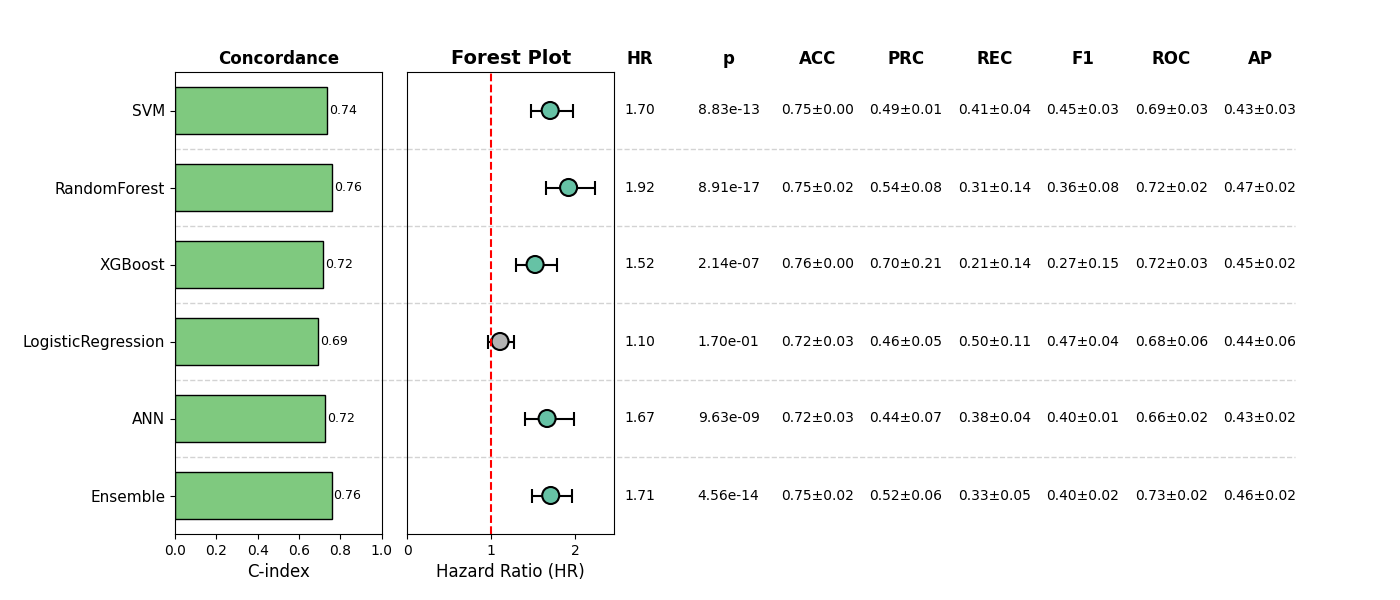 Concordance Forest Plot HR p ACC PRC REC F1 ROC AP
SVM 0.74 1.70 8.83e-13 0.75±0.00 0.49±0.01 0.41±0.04 0.45±0.03 0.69±0.03 0.43±0.03
RandomForest 0.76 1.92 8.91e-17 0.75±0.02 0.54±0.08 0.31±0.14 0.36±0.08 0.72±0.02 0.47±0.02
XGBoost 0.72 1.52 2.14e-07 0.76±0.00 0.70±0.21 0.21±0.14 0.27±0.15 0.72±0.03 0.45±0.02
LogisticRegression 0.69 1.10 1.70e-01 0.72±0.03 0.46±0.05 0.50±0.11 0.47±0.04 0.68±0.06 0.44±0.06
ANN 0.72 1.67 9.63e-09 0.72±0.03 0.44±0.07 0.38±0.04 0.40±0.01 0.66±0.02 0.43±0.02
Ensemble 0.76 1.71 4.56e-14 0.75±0.02 0.52±0.06 0.33±0.05 0.40±0.02 0.73±0.02 0.46±0.02
0.0 0.2 0.4 0.6 0.8 1.0 0 1 2
C-index Hazard Ratio (HR)